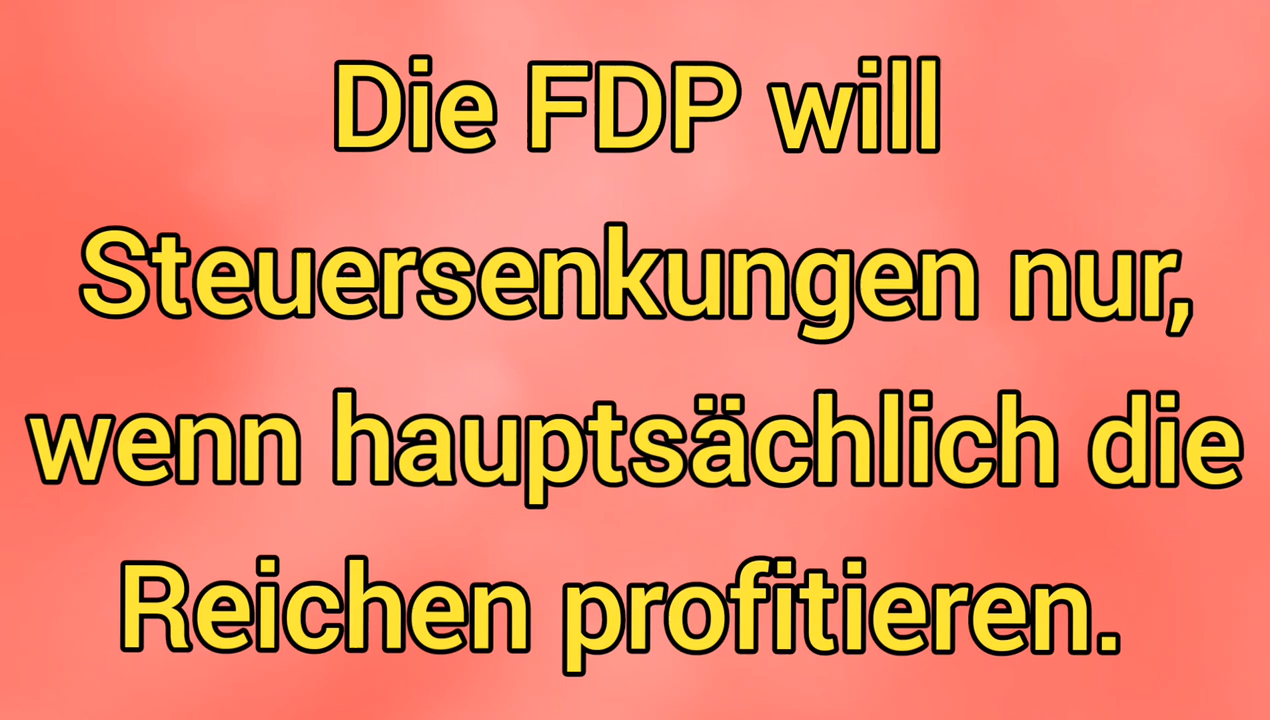 Die FDP will
Steuersenkungen nur,
wenn hauptsächlich die
Reichen profitieren.